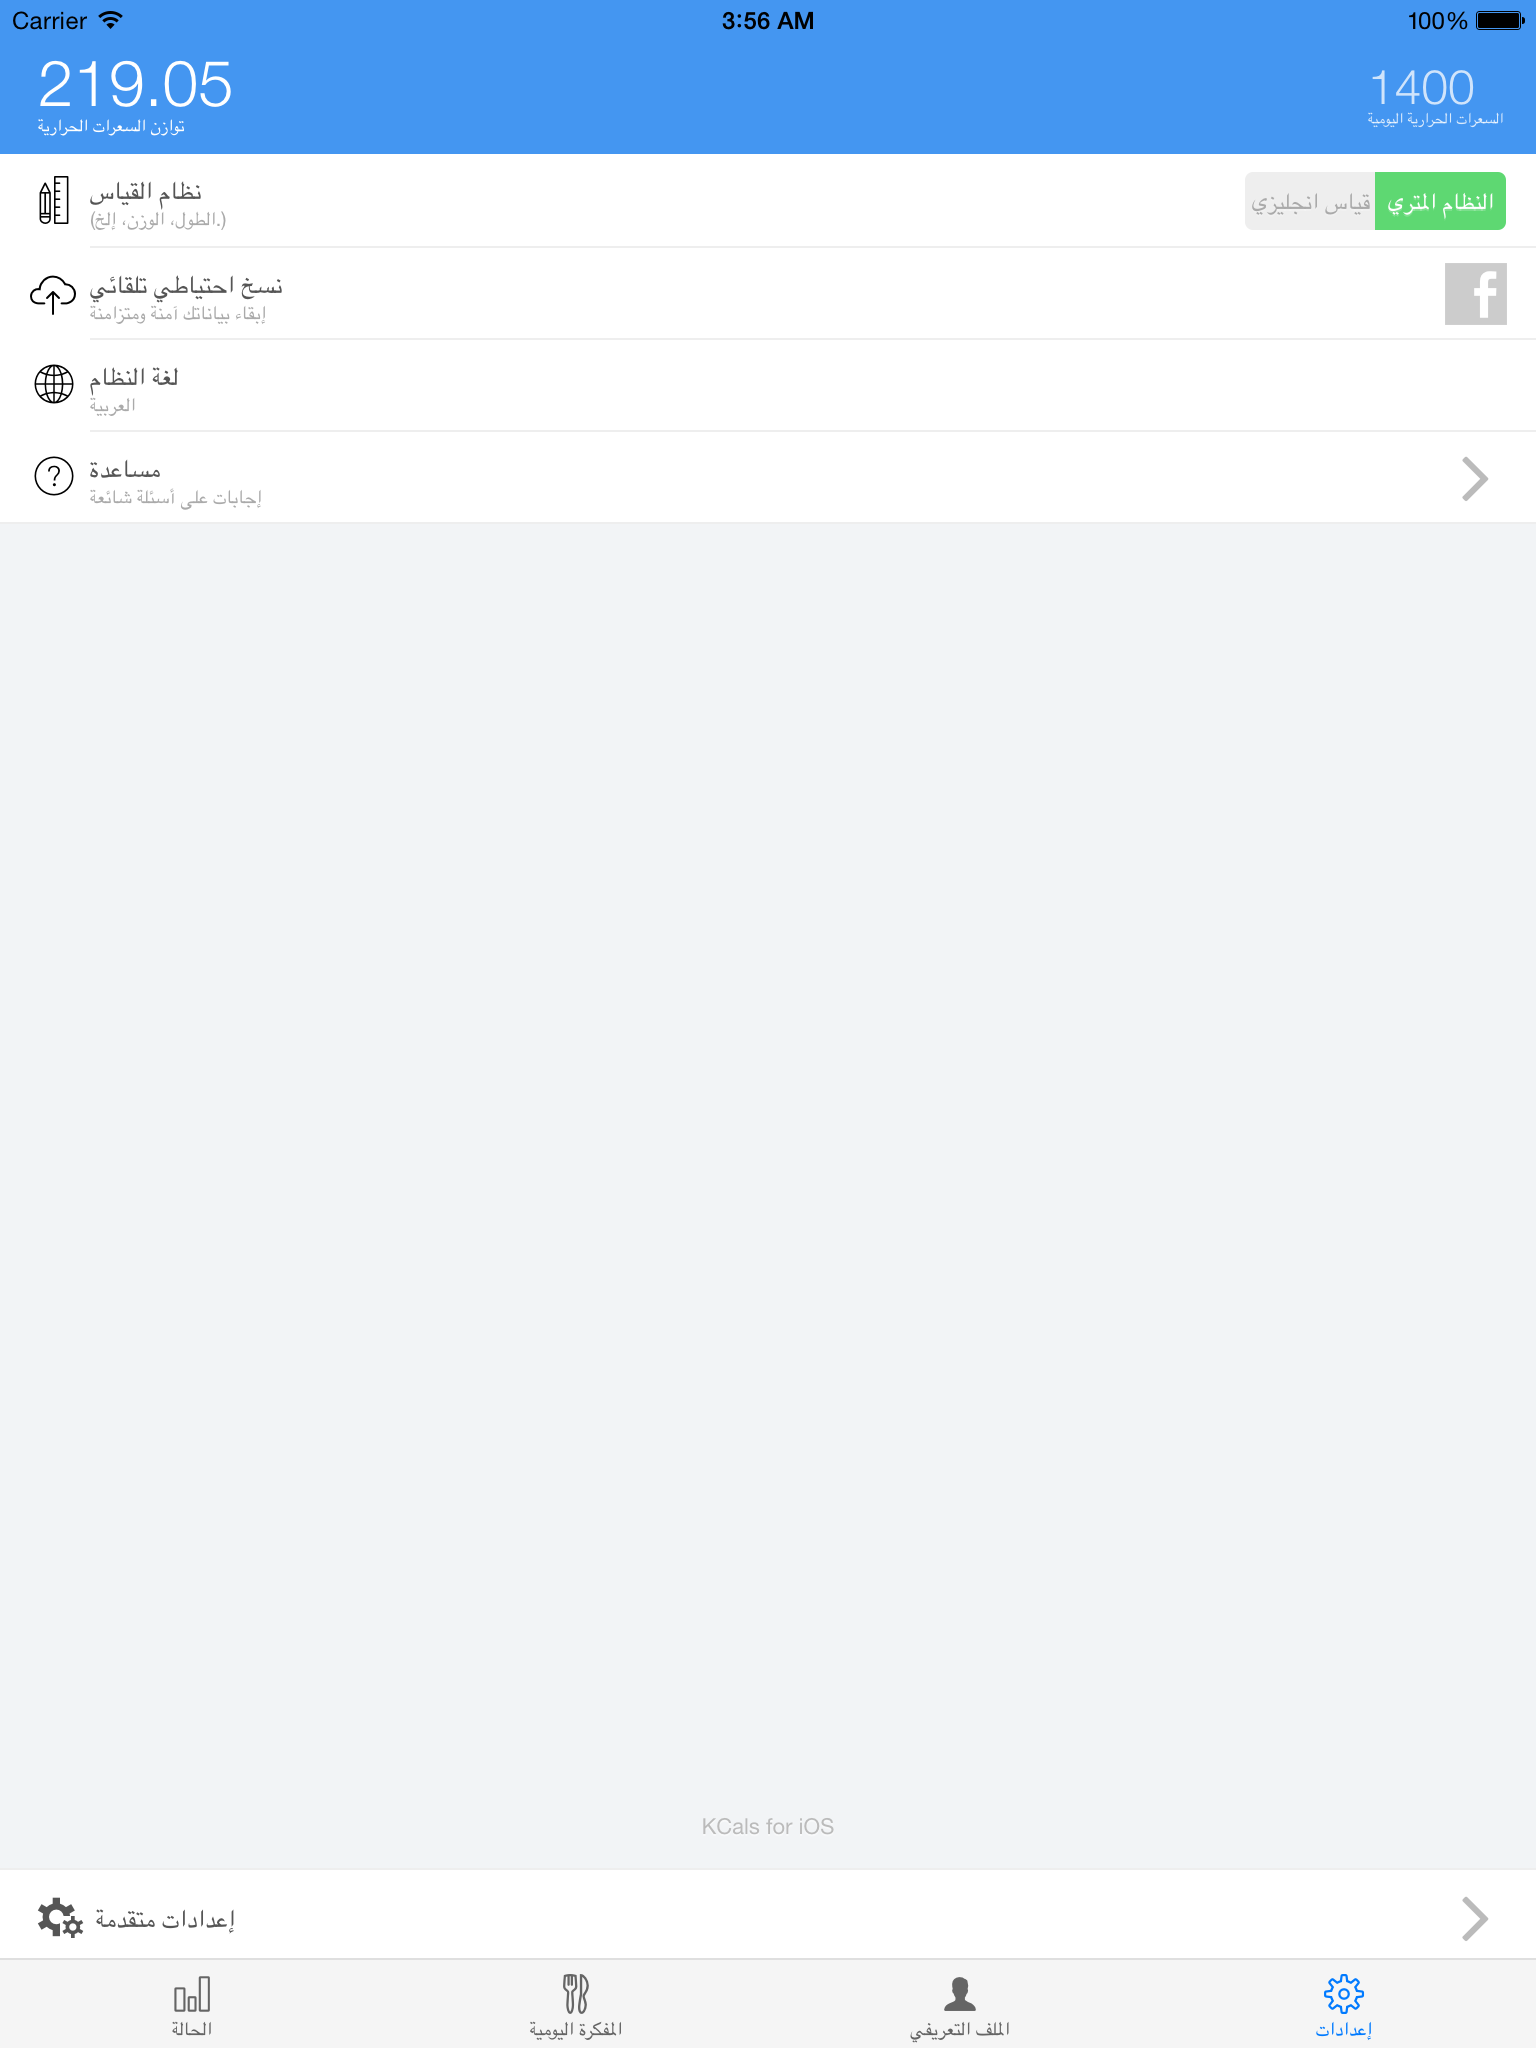 Carrier 3:56 AM 100%
219.05
توازن السعرات الحرارية
1400
السعرات الحرارية اليومية
نظام القياس
(الطول، الوزن، إلخ.)
قياس انجليزي
النظام المتري
نسخ احتياطي تلقائي
إبقاء بياناتك آمنة ومتزامنة
f
لغة النظام
العربية
?
مساعدة
إجابات على أسئلة شائعة
KCals for iOS
إعدادات متقدمة
الحالة
المفكرة اليومية
الملف التعريفي
إعدادات